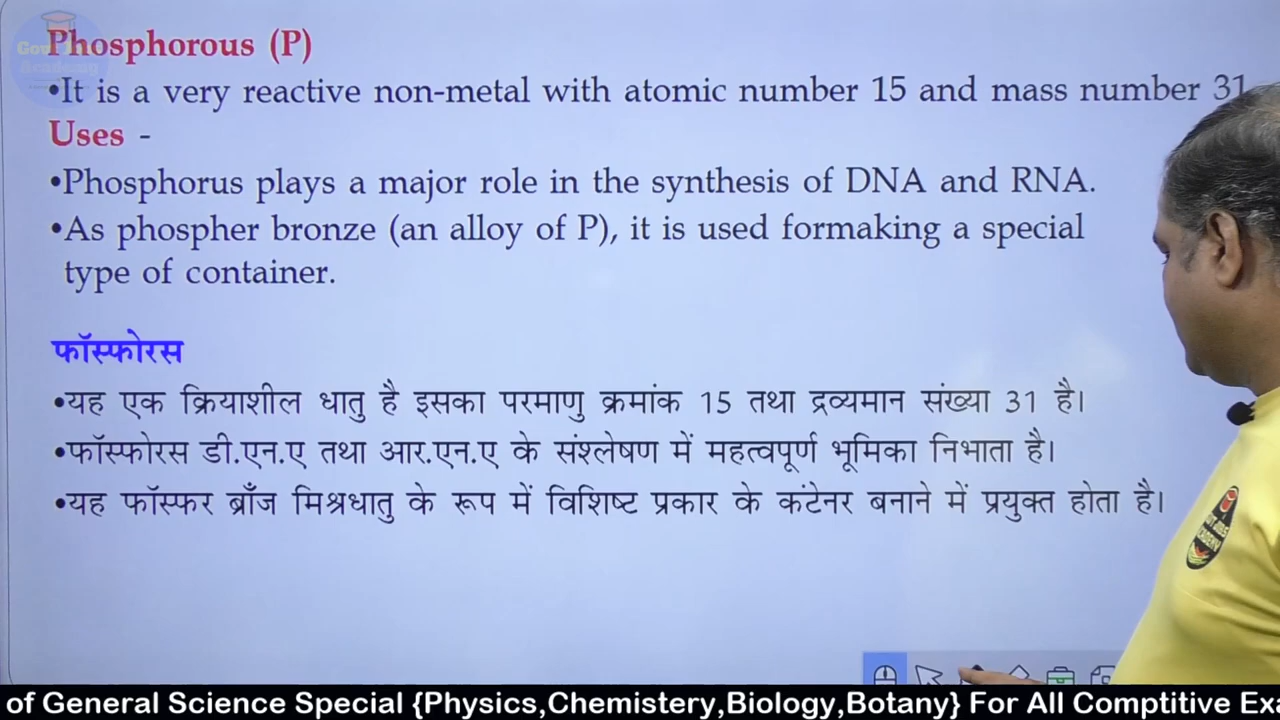 Phosphorous (P)
•It is a very reactive non-metal with atomic number 15 and mass number 31
Uses -
•Phosphorus plays a major role in the synthesis of DNA and RNA.
•As phospher bronze (an alloy of P), it is used formaking a special
type of container.
फॉस्फोरस
•यह एक क्रियाशील धातु है इसका परमाणु क्रमांक 15 तथा द्रव्यमान संख्या 31 है।
•फॉस्फोरस डी.एन.ए तथा आर.एन.ए के संश्लेषण में महत्वपूर्ण भूमिका निभाता है।
•यह फॉस्फर ब्रॉंज मिश्रधातु के रूप में विशिष्ट प्रकार के कंटेनर बनाने में प्रयुक्त होता है।
of General Science Special {Physics,Chemistery,Biology,Botany} For All Comptitive Exa